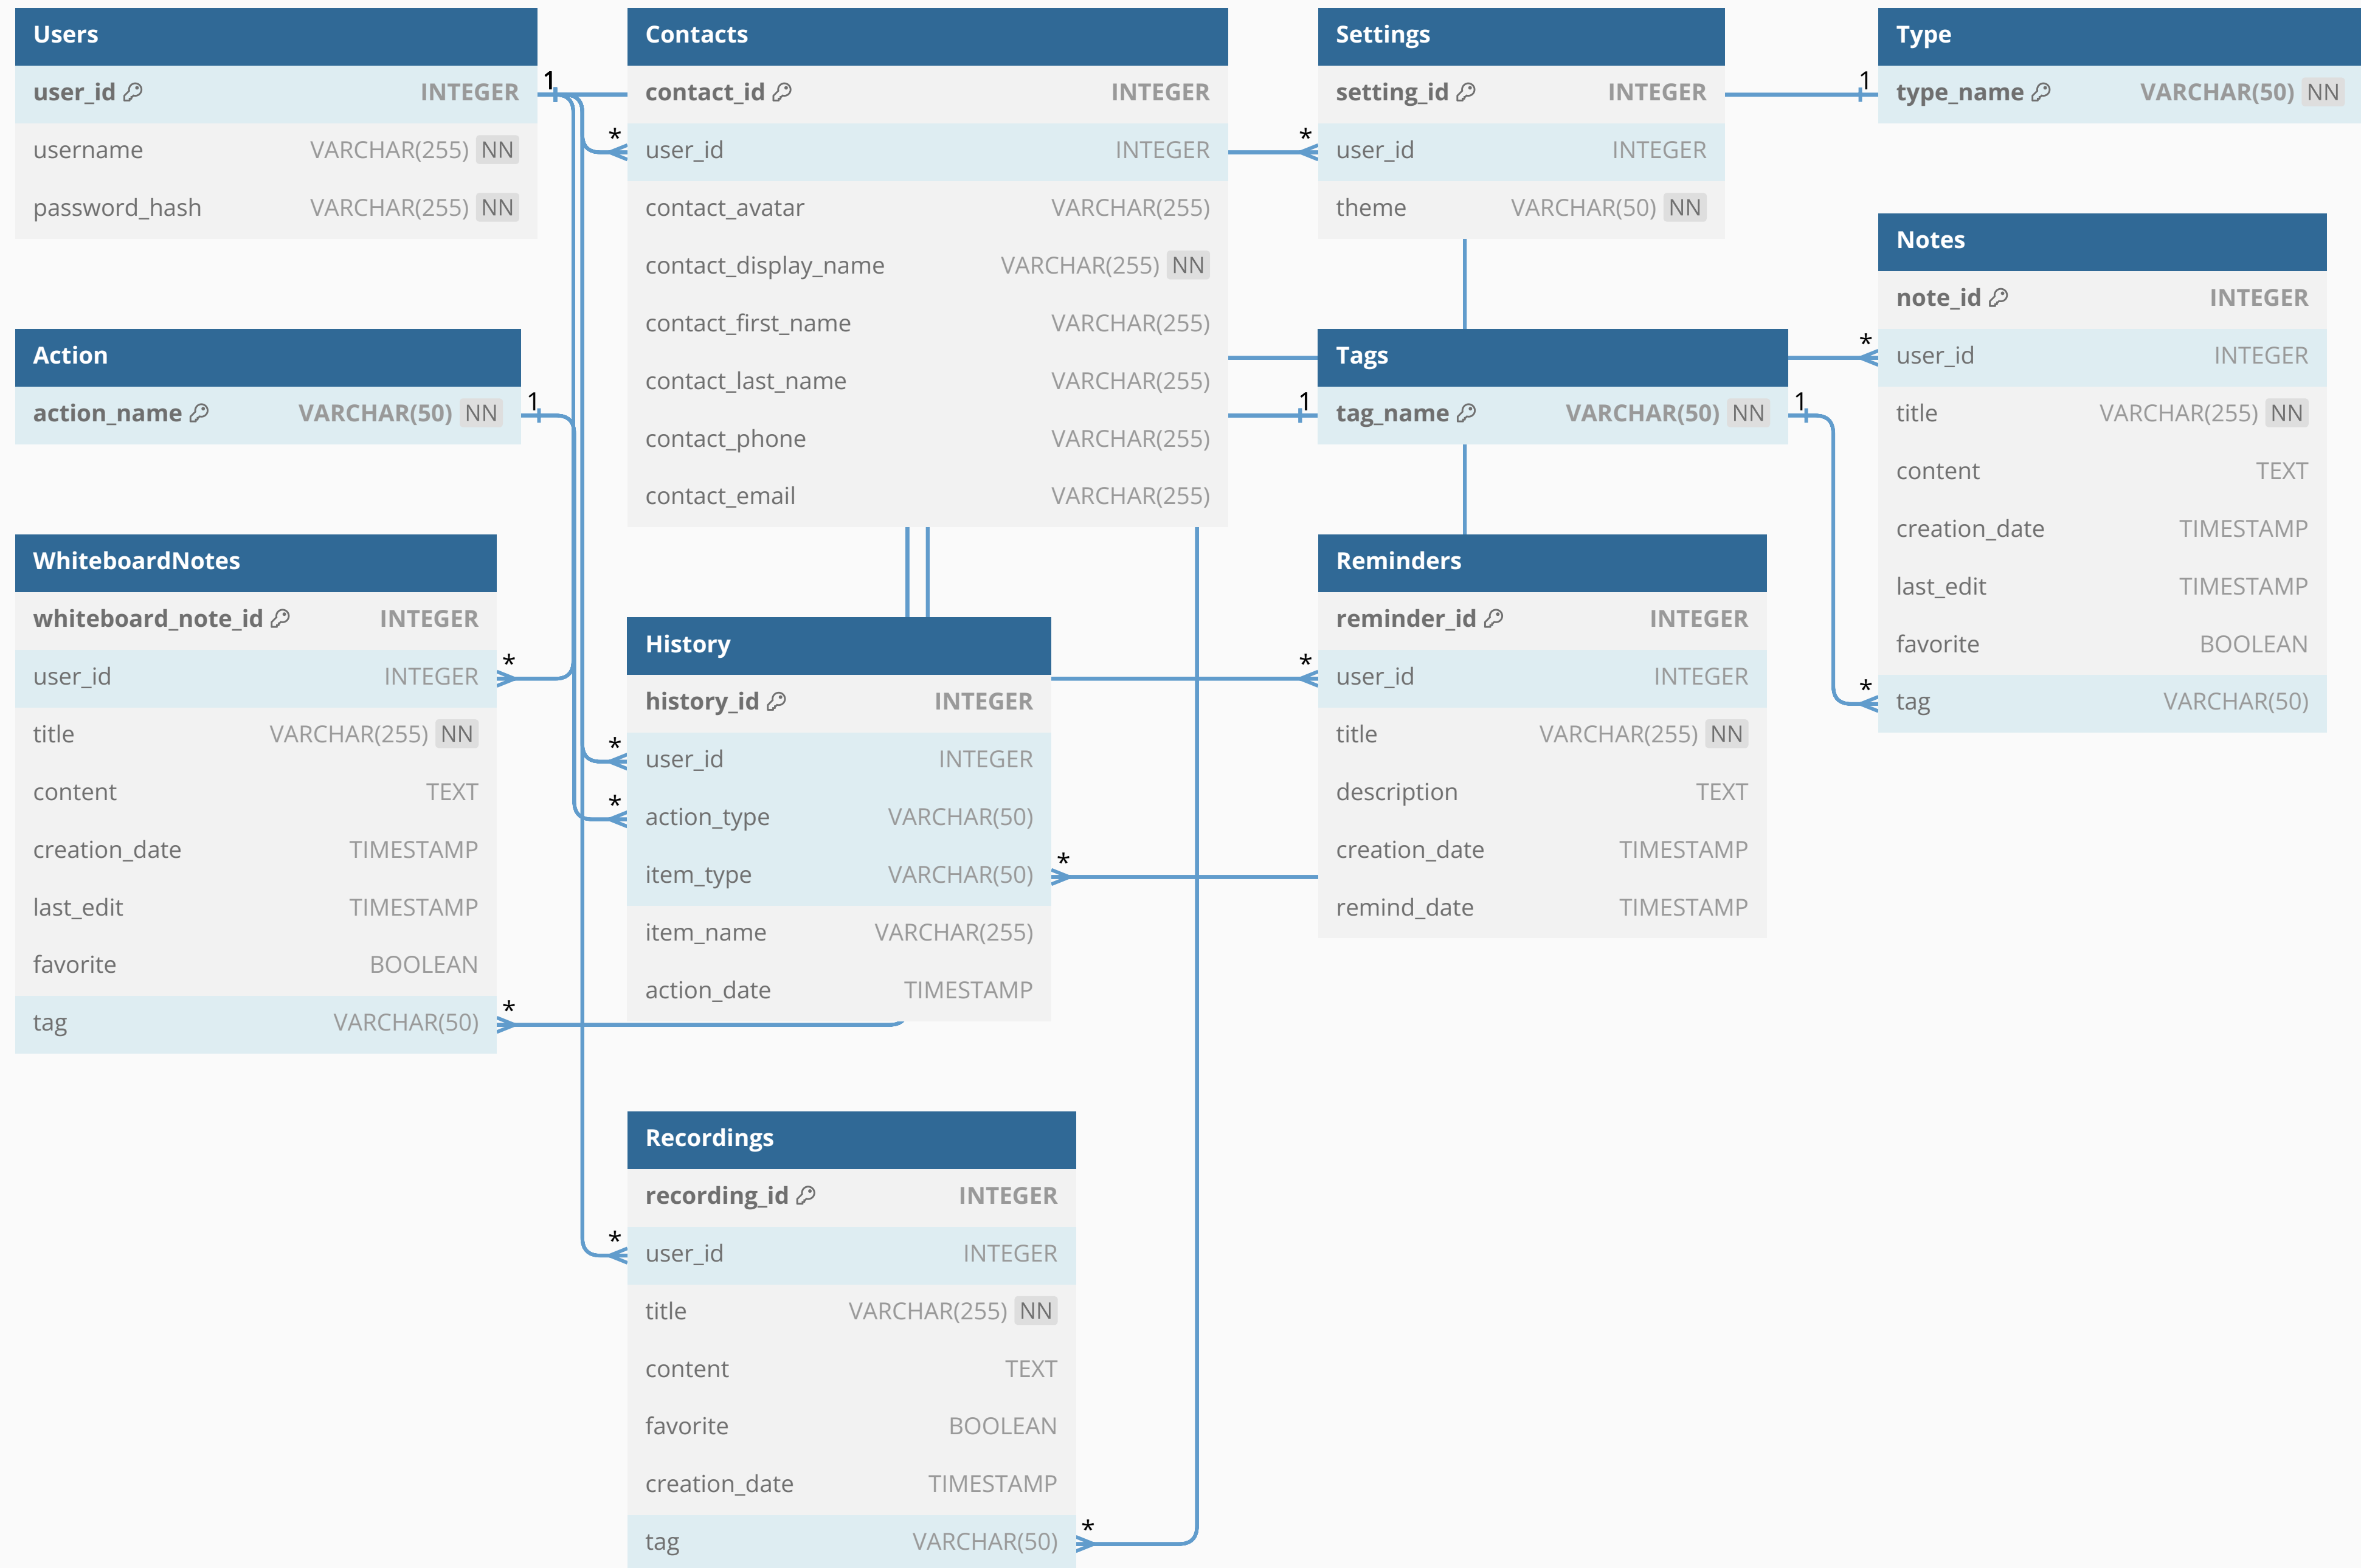 Users
user_id INTEGER
username VARCHAR(255) NN
password_hash VARCHAR(255) NN
1
Contacts
contact_id INTEGER
* user_id INTEGER
contact_avatar VARCHAR(255)
contact_display_name VARCHAR(255) NN
contact_first_name VARCHAR(255)
contact_last_name VARCHAR(255)
contact_phone VARCHAR(255)
contact_email VARCHAR(255)
Settings
setting_id INTEGER
* user_id INTEGER
theme VARCHAR(50) NN
Type
1 type_name VARCHAR(50) NN
Action
action_name VARCHAR(50) NN 1
Tags
1 tag_name VARCHAR(50) NN 1
Notes
note_id INTEGER
* user_id INTEGER
title VARCHAR(255) NN
content TEXT
creation_date TIMESTAMP
last_edit TIMESTAMP
favorite BOOLEAN
* tag VARCHAR(50)
WhiteboardNotes
whiteboard_note_id INTEGER
user_id INTEGER *
title VARCHAR(255) NN
content TEXT
creation_date TIMESTAMP
last_edit TIMESTAMP
favorite BOOLEAN
tag VARCHAR(50) *
History
history_id INTEGER
* user_id INTEGER
* action_type VARCHAR(50)
item_type VARCHAR(50) *
item_name VARCHAR(255)
action_date TIMESTAMP
Reminders
reminder_id INTEGER
* user_id INTEGER
title VARCHAR(255) NN
description TEXT
creation_date TIMESTAMP
remind_date TIMESTAMP
Recordings
recording_id INTEGER
* user_id INTEGER
title VARCHAR(255) NN
content TEXT
favorite BOOLEAN
creation_date TIMESTAMP
tag VARCHAR(50) *